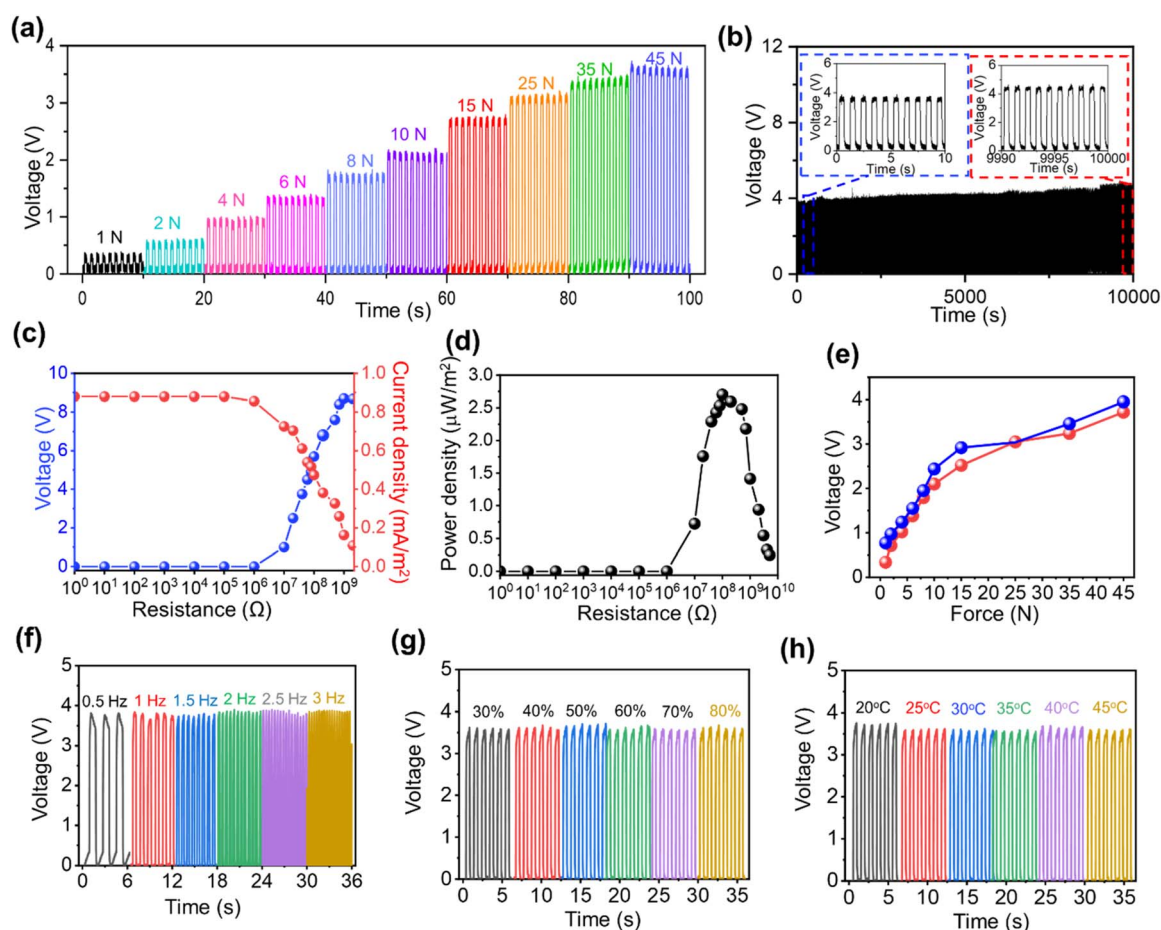 (a)
4
3
2
1
0
Voltage (V)
1 N
2 N
4 N
6 N
8 N
10 N
15 N
25 N
35 N
45 N
0 20 40 60 80 100
Time (s)
(b)
12
8
4
0
Voltage (V)
6
4
2
0
Voltage (V)
0 5 10
Time (s)
6
4
2
0
Voltage (V)
9990 9995 10000
Time (s)
0 5000 10000
Time (s)
(c)
10
8
6
4
2
0
Voltage (V)
1.0
0.8
0.6
0.4
0.2
0.0
Current density (mA/m²)
10⁰ 10¹ 10² 10³ 10⁴ 10⁵ 10⁶ 10⁷ 10⁸ 10⁹
Resistance (Ω)
(d)
3.0
2.5
2.0
1.5
1.0
0.5
0.0
Power density (μW/m²)
10⁰ 10¹ 10² 10³ 10⁴ 10⁵ 10⁶ 10⁷ 10⁸ 10⁹ 10¹⁰
Resistance (Ω)
(e)
4
3
2
1
0
Voltage (V)
0 5 10 15 20 25 35 45
Force (N)
(f)
5
4
3
2
1
0
Voltage (V)
0.5 Hz 1 Hz 1.5 Hz 2 Hz 2.5 Hz 3 Hz
0 6 12 18 24 30 36
Time (s)
(g)
5
4
3
2
1
0
Voltage (V)
30% 40% 50% 60% 70% 80%
0 5 10 15 20 25 30 35
Time (s)
(h)
5
4
3
2
1
0
Voltage (V)
20°C 25°C 30°C 35°C 40°C 45°C
0 5 10 15 20 25 30 35
Time (s)